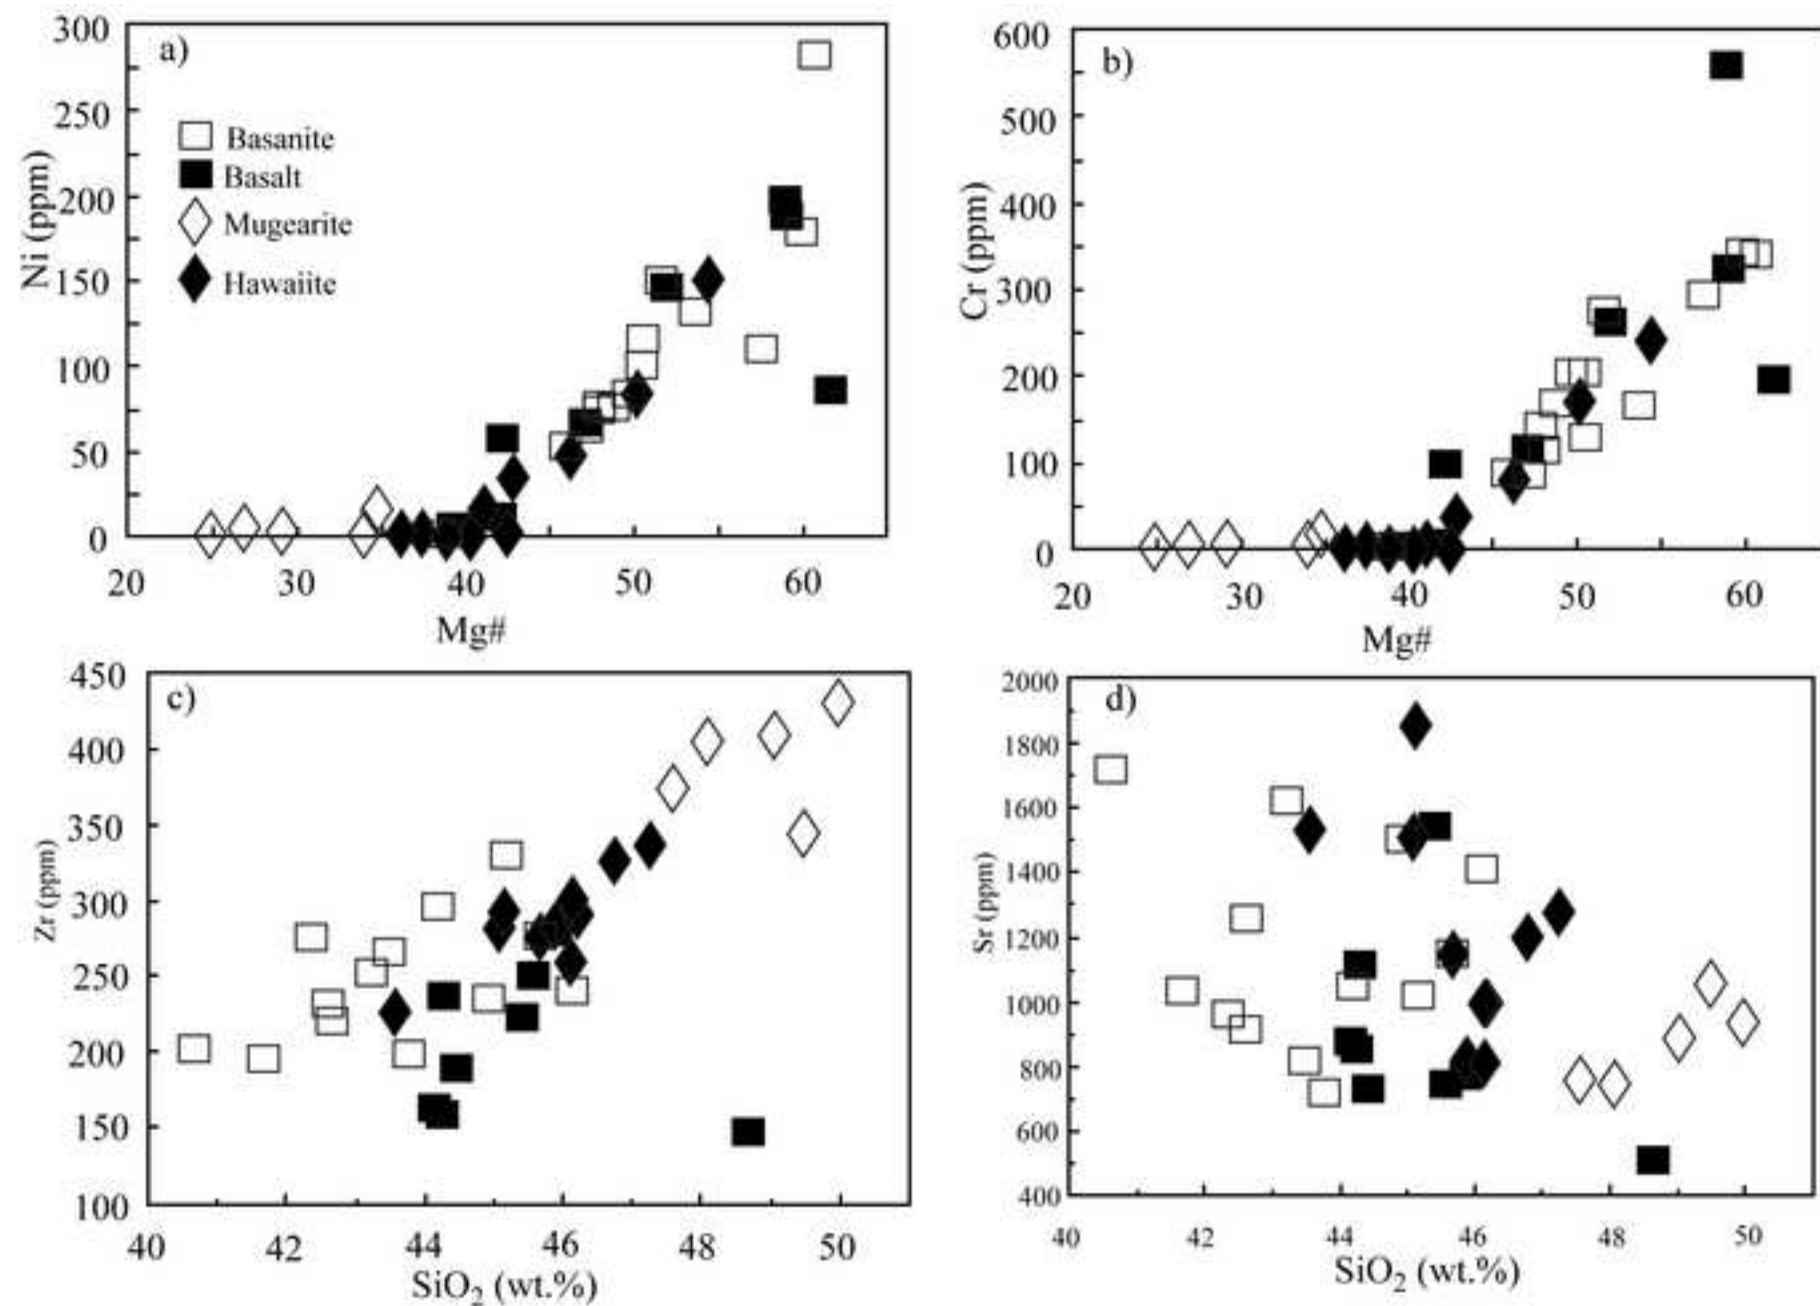 a)
300
250
200
150
100
50
0
Ni (ppm)
Basanite
Basalt
Mugearite
Hawaiite
20 30 40 50 60
Mg#
b)
600
500
400
300
200
100
0
Cr (ppm)
20 30 40 50 60
Mg#
c)
450
400
350
300
250
200
150
100
Zr (ppm)
40 42 44 46 48 50
SiO₂ (wt.%)
d)
2000
1800
1600
1400
1200
1000
800
600
400
Sr (ppm)
40 42 44 46 48 50
SiO₂ (wt.%)